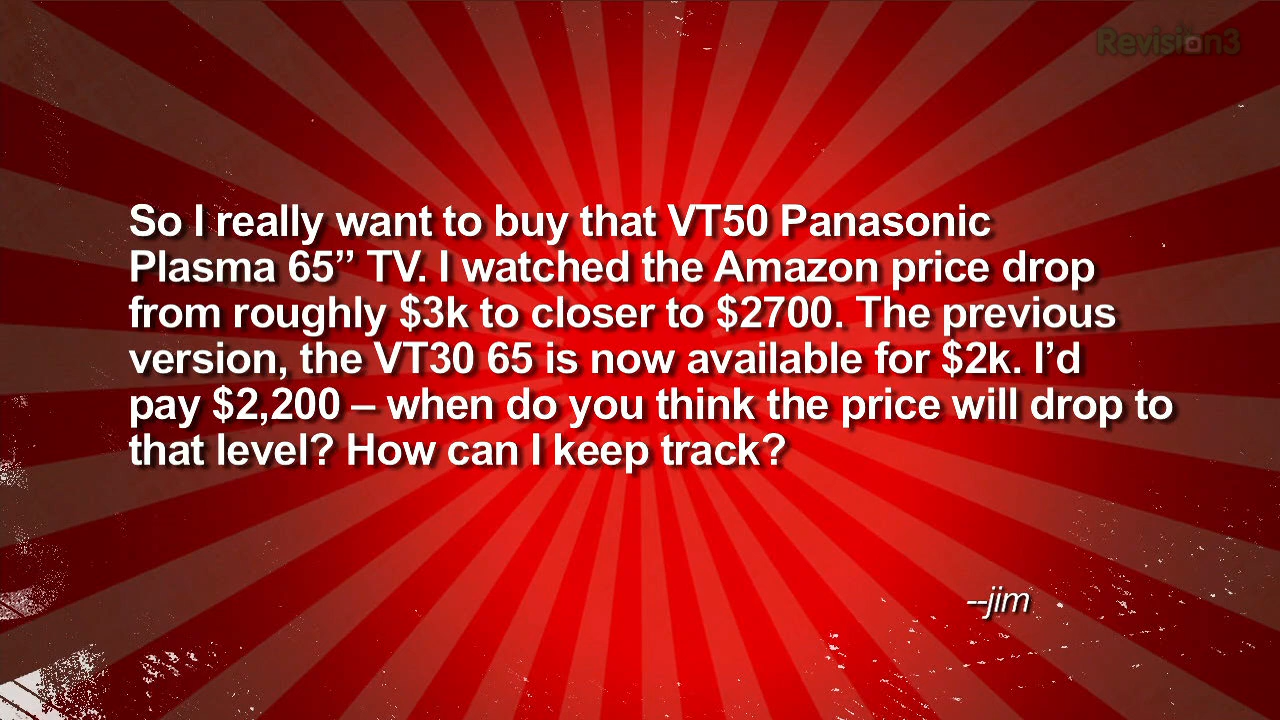 Revision3
So I really want to buy that VT50 Panasonic
Plasma 65” TV. I watched the Amazon price drop
from roughly $3k to closer to $2700. The previous
version, the VT30 65 is now available for $2k. I’d
pay $2,200 – when do you think the price will drop to
that level? How can I keep track?
--jim